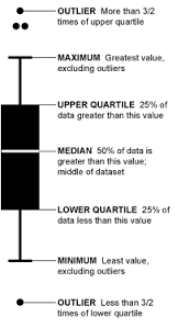 OUTLIER More than 3/2
times of upper quartile
MAXIMUM Greatest value,
excluding outliers
UPPER QUARTILE 25% of
data greater than this value
MEDIAN 50% of data is
greater than this value;
middle of dataset
LOWER QUARTILE 25% of
data less than this value
MINIMUM Least value,
excluding outliers
OUTLIER Less than 3/2
times of lower quartile